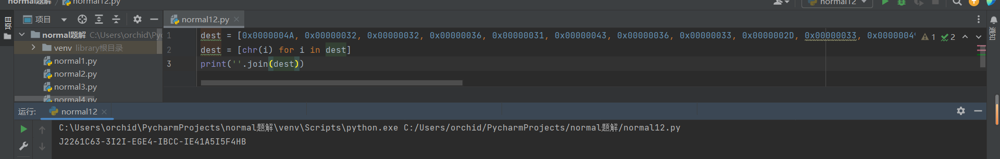 normal题解 normal12.py normal12
项目 normal12.py
项目
normal题解 C:\Users\orchid\Pyc
venv library根目录
normal1.py
normal2.py
normal3.py
normal4.py
1 dest = [0x0000004A, 0x00000032, 0x00000032, 0x00000036, 0x00000031, 0x00000043, 0x00000036, 0x00000033, 0x0000002D, 0x00000033, 0x0000004 1 2
2 dest = [chr(i) for i in dest]
3 print(''.join(dest))
通知
运行: normal12
C:\Users\orchid\PycharmProjects\normal题解\venv\Scripts\python.exe C:/Users/orchid/PycharmProjects/normal题解/normal12.py
J2261C63-3I2I-EGE4-IBCC-IE41A5I5F4HB